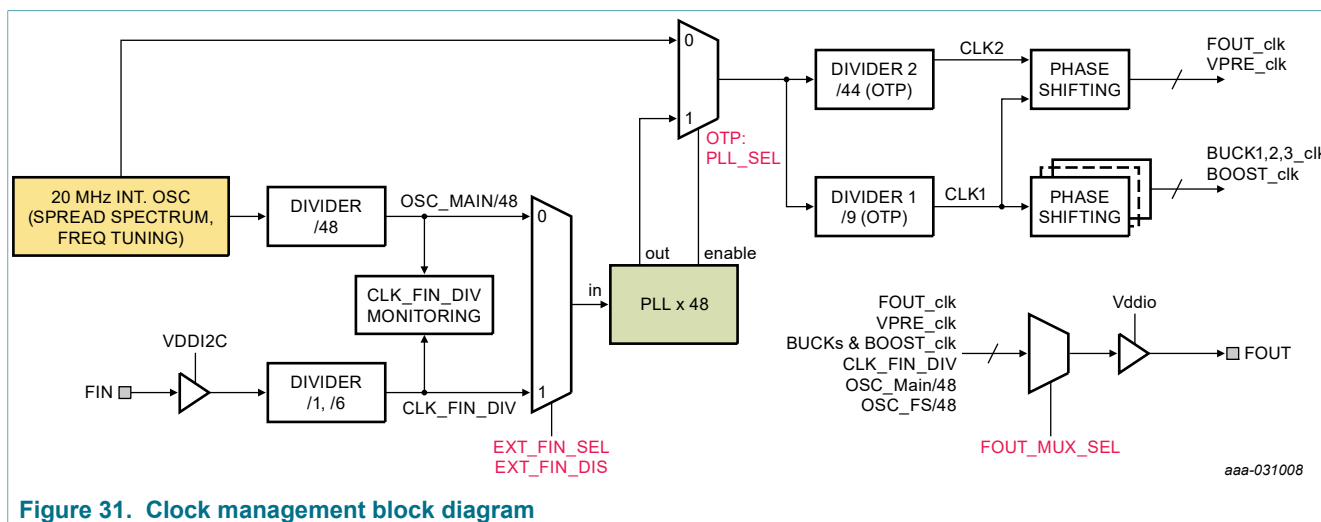 0
1
OTP:
PLL_SEL
DIVIDER 2
/44 (OTP)
CLK2
PHASE
SHIFTING
FOUT_clk
VPRE_clk
DIVIDER 1
/9 (OTP)
CLK1
PHASE
SHIFTING
BUCK1,2,3_clk
BOOST_clk
20 MHz INT. OSC
(SPREAD SPECTRUM,
FREQ TUNING)
DIVIDER
/48
OSC_MAIN/48
0
CLK_FIN_DIV
MONITORING
in
out
enable
PLL x 48
VDDI2C
FIN
DIVIDER
/1, /6
CLK_FIN_DIV
1
EXT_FIN_SEL
EXT_FIN_DIS
FOUT_clk
VPRE_clk
BUCKs & BOOST_clk
CLK_FIN_DIV
OSC_Main/48
OSC_FS/48
Vddio
FOUT
FOUT_MUX_SEL
aaa-031008
Figure 31. Clock management block diagram